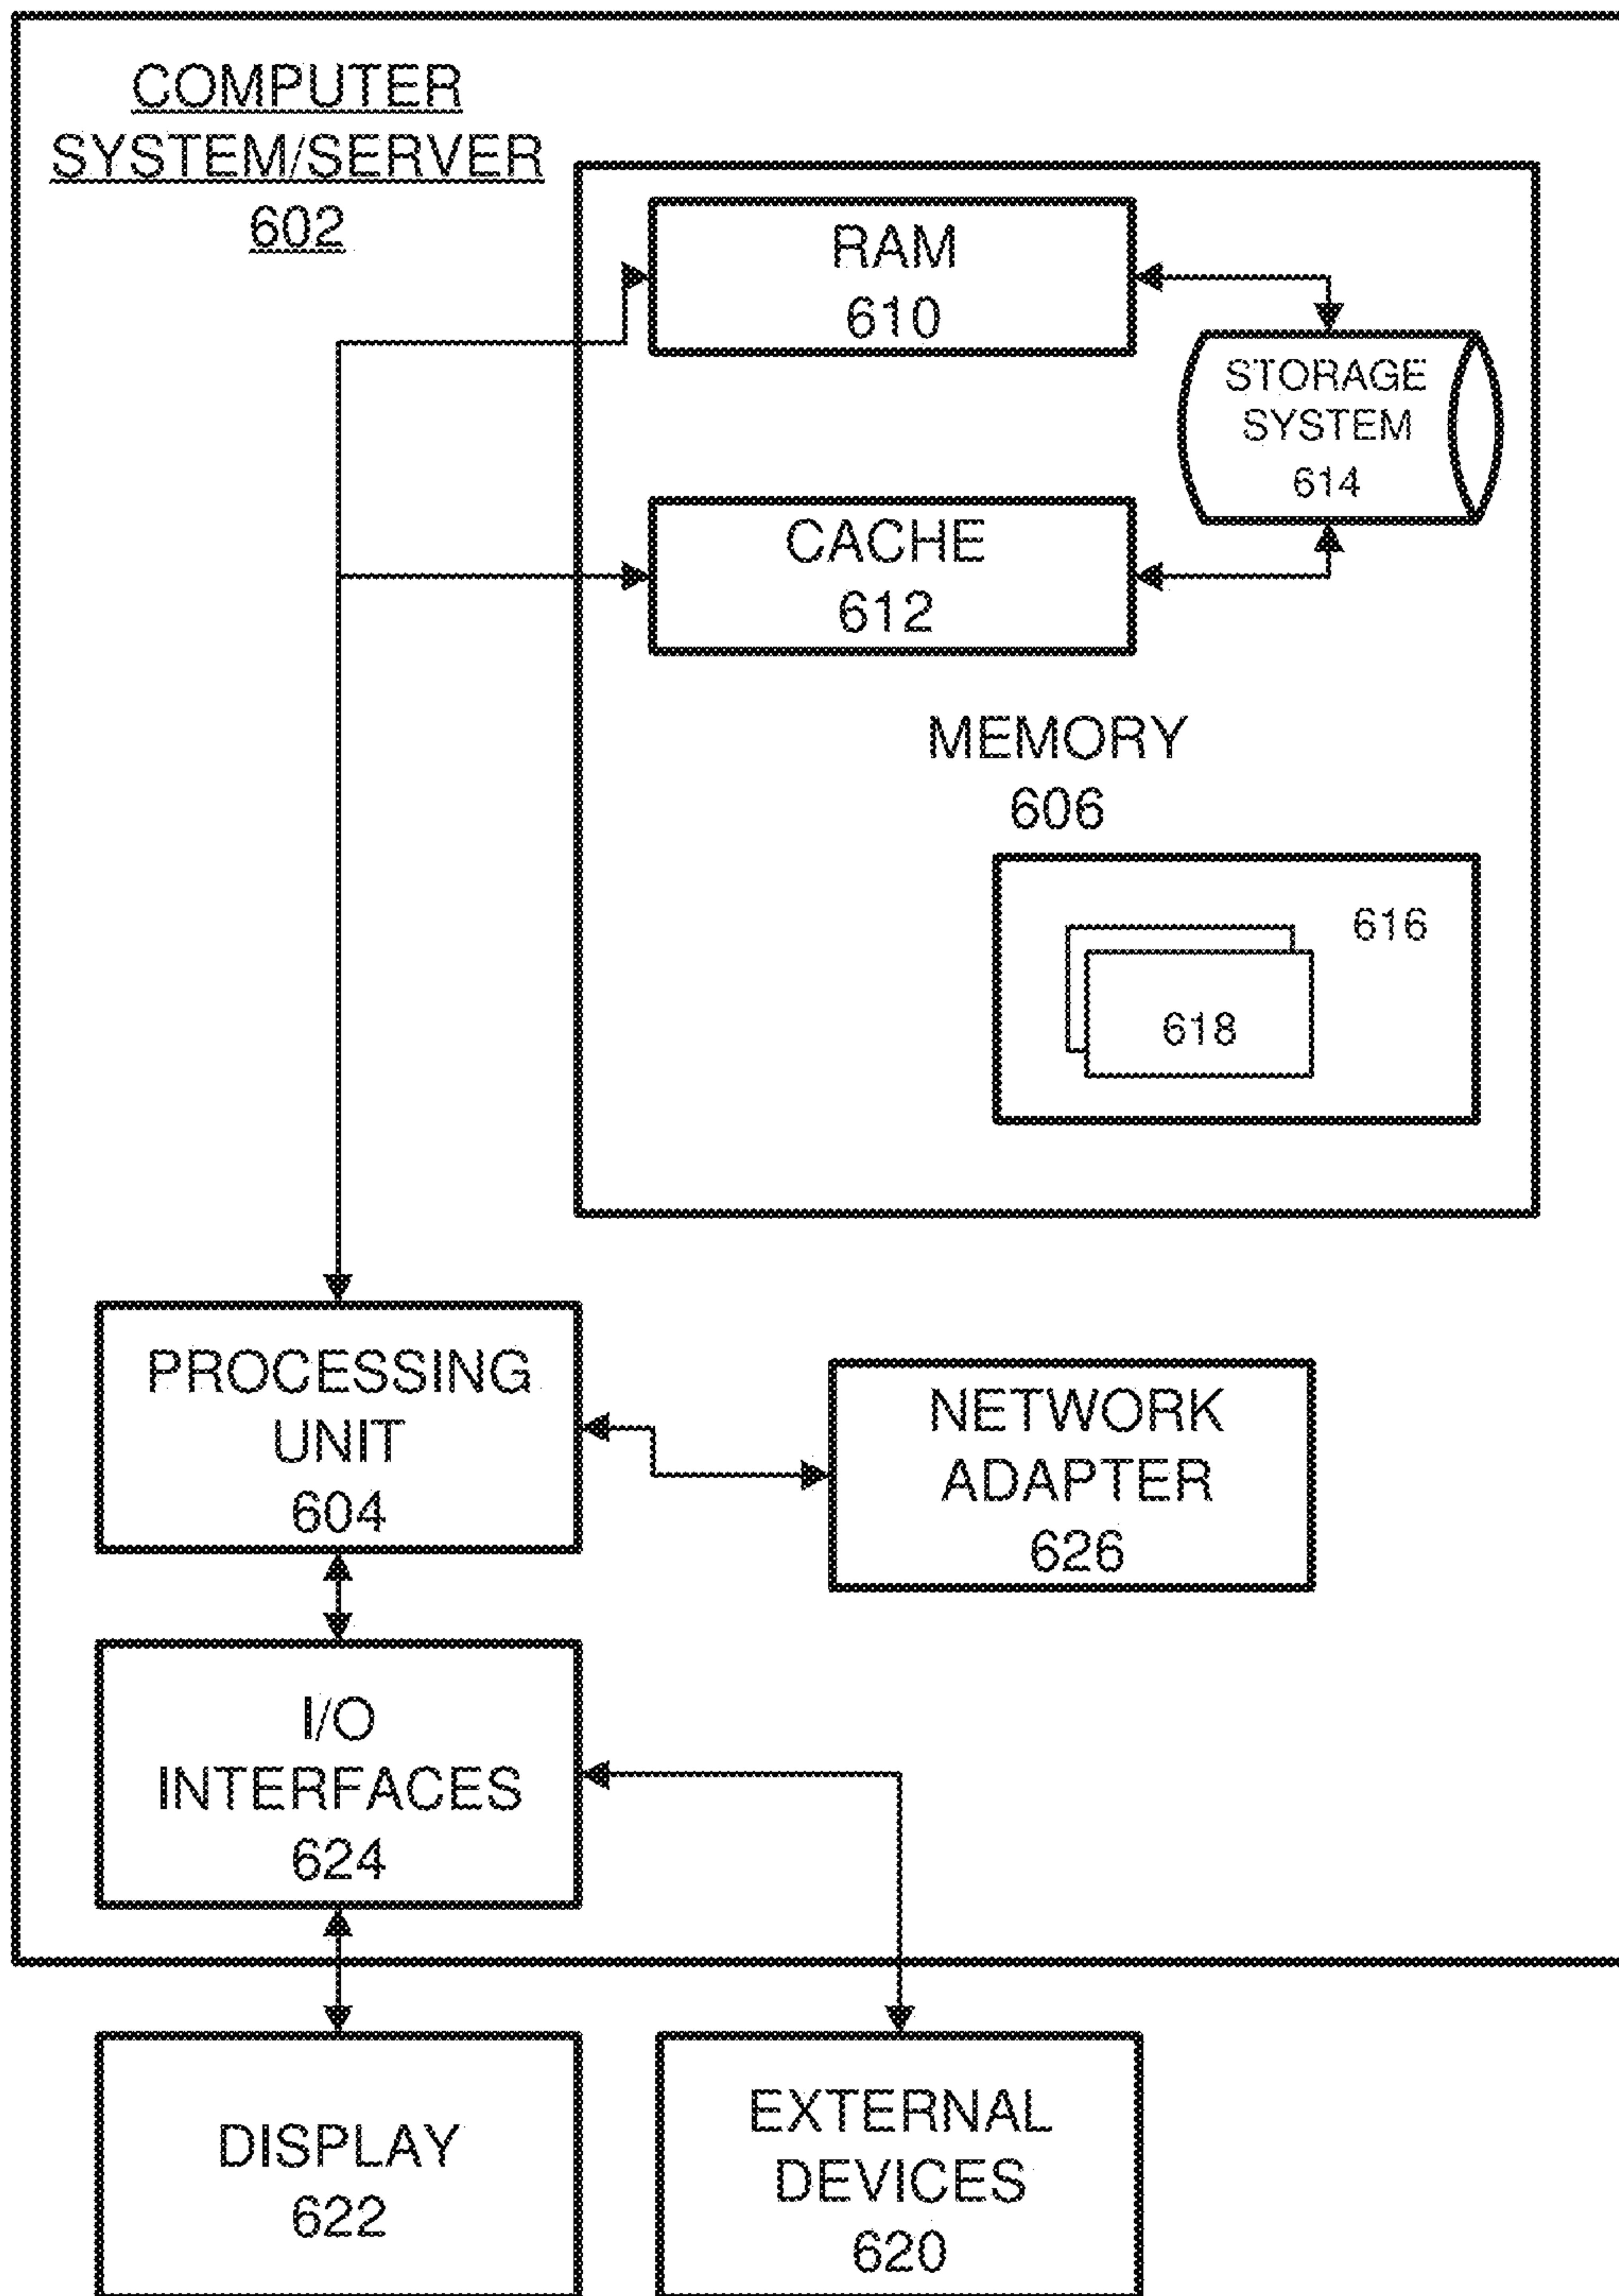 COMPUTER
SYSTEM/SERVER
602
RAM
610
STORAGE
SYSTEM
614
CACHE
612
MEMORY
606
616
618
PROCESSING
UNIT
604
NETWORK
ADAPTER
626
I/O
INTERFACES
624
DISPLAY
622
EXTERNAL
DEVICES
620